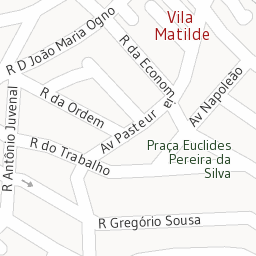 Vila
Matilde
R D João Maria Ogno
R da Economia
Av Napoleão
R da Ordem
Av Pasteur
R Antônio Juvenal
R do Trabalho
Praça Euclides
Pereira da
Silva
R Gregório Sousa